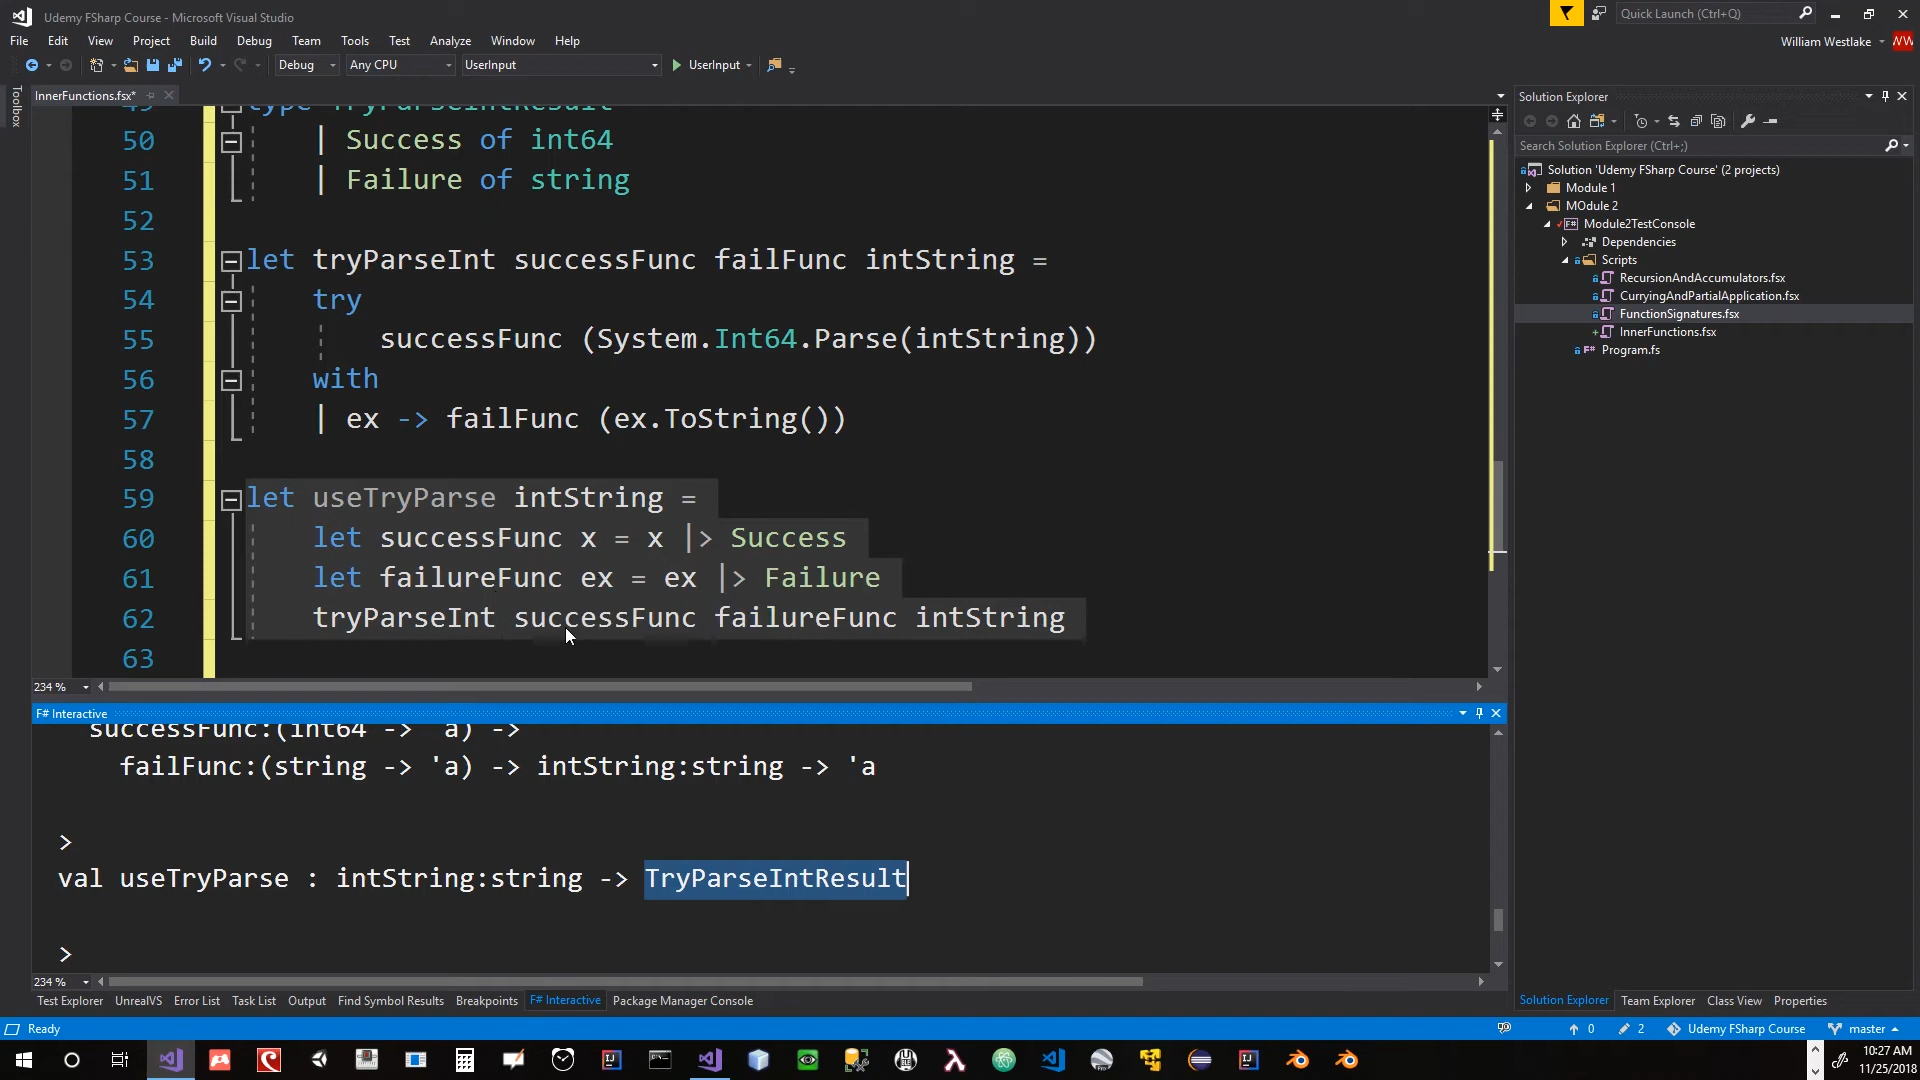 Udemy FSharp Course - Microsoft Visual Studio
Quick Launch (Ctrl+Q)
File Edit View Project Build Debug Team Tools Test Analyze Window Help
William Westlake WW
Debug Any CPU UserInput UserInput
InnerFunctions.fsx*
Toolbox
49 type TryParseIntResult
50 | Success of int64
51 | Failure of string
52
53 let tryParseInt successFunc failFunc intString =
54 try
55 successFunc (System.Int64.Parse(intString))
56 with
57 | ex -> failFunc (ex.ToString())
58
59 let useTryParse intString =
60 let successFunc x = x |> Success
61 let failureFunc ex = ex |> Failure
62 tryParseInt successFunc failureFunc intString
63
234 %
F# Interactive
successFunc:(int64 -> 'a) ->
failFunc:(string -> 'a) -> intString:string -> 'a
>
val useTryParse : intString:string -> TryParseIntResult
>
234 %
Test Explorer UnrealVS Error List Task List Output Find Symbol Results Breakpoints F# Interactive Package Manager Console
Solution Explorer
Search Solution Explorer (Ctrl+;)
Solution 'Udemy FSharp Course' (2 projects)
Module 1
MOdule 2
Module2TestConsole
Dependencies
Scripts
RecursionAndAccumulators.fsx
CurryingAndPartialApplication.fsx
FunctionSignatures.fsx
InnerFunctions.fsx
Program.fs
Solution Explorer Team Explorer Class View Properties
Ready
0 2 Udemy FSharp Course master
10:27 AM
11/25/2018